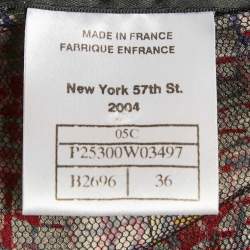 MADE IN FRANCE
FABRIQUE ENFRANCE
New York 57th St.
2004
05C
P25300W03497
B2696 36